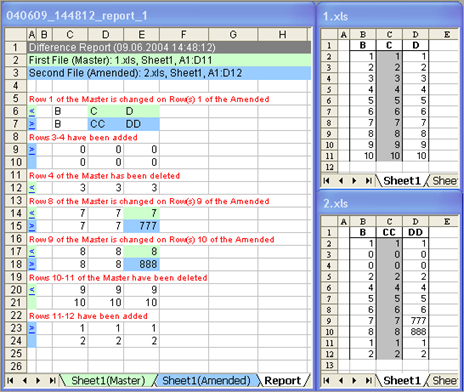 040609_144812_report_1
A B C D E F G H
1 Difference Report (09.06.2004 14:48:12)
2 First File (Master): 1.xls, Sheet1, A1:D11
3 Second File (Amended): 2.xls, Sheet1, A1:D12
4
5 Row 1 of the Master is changed on Row(s) 1 of the Amended
6 < B C D
7 > B CC DD
8 Rows 3-4 have been added
9 > 0 0 0
10 0 0 0
11 Row 4 of the Master has been deleted
12 < 3 3 3
13 Row 8 of the Master is changed on Row(s) 9 of the Amended
14 < 7 7 7
15 > 7 7 777
16 Row 9 of the Master is changed on Row(s) 10 of the Amended
17 < 8 8 8
18 > 8 8 888
19 Rows 10-11 of the Master have been deleted
20 < 9 9 9
21 10 10 10
22 Rows 11-12 have been added
23 > 1 1 1
24 2 2 2
25
26
Sheet1(Master) Sheet1(Amended) Report
1.xls
A B C D E
1 B C D
2 1 1 1
3 2 2 2
4 3 3 3
5 4 4 4
6 5 5 5
7 6 6 6
8 7 7 7
9 8 8 8
10 9 9 9
11 10 10 10
12
Sheet1 Shee
2.xls
A B C D E
1 B CC DD
2 1 1 1
3 0 0 0
4 0 0 0
5 2 2 2
6 4 4 4
7 5 5 5
8 6 6 6
9 7 7 777
10 8 8 888
11 1 1 1
12 2 2 2
13
Sheet1 Shee